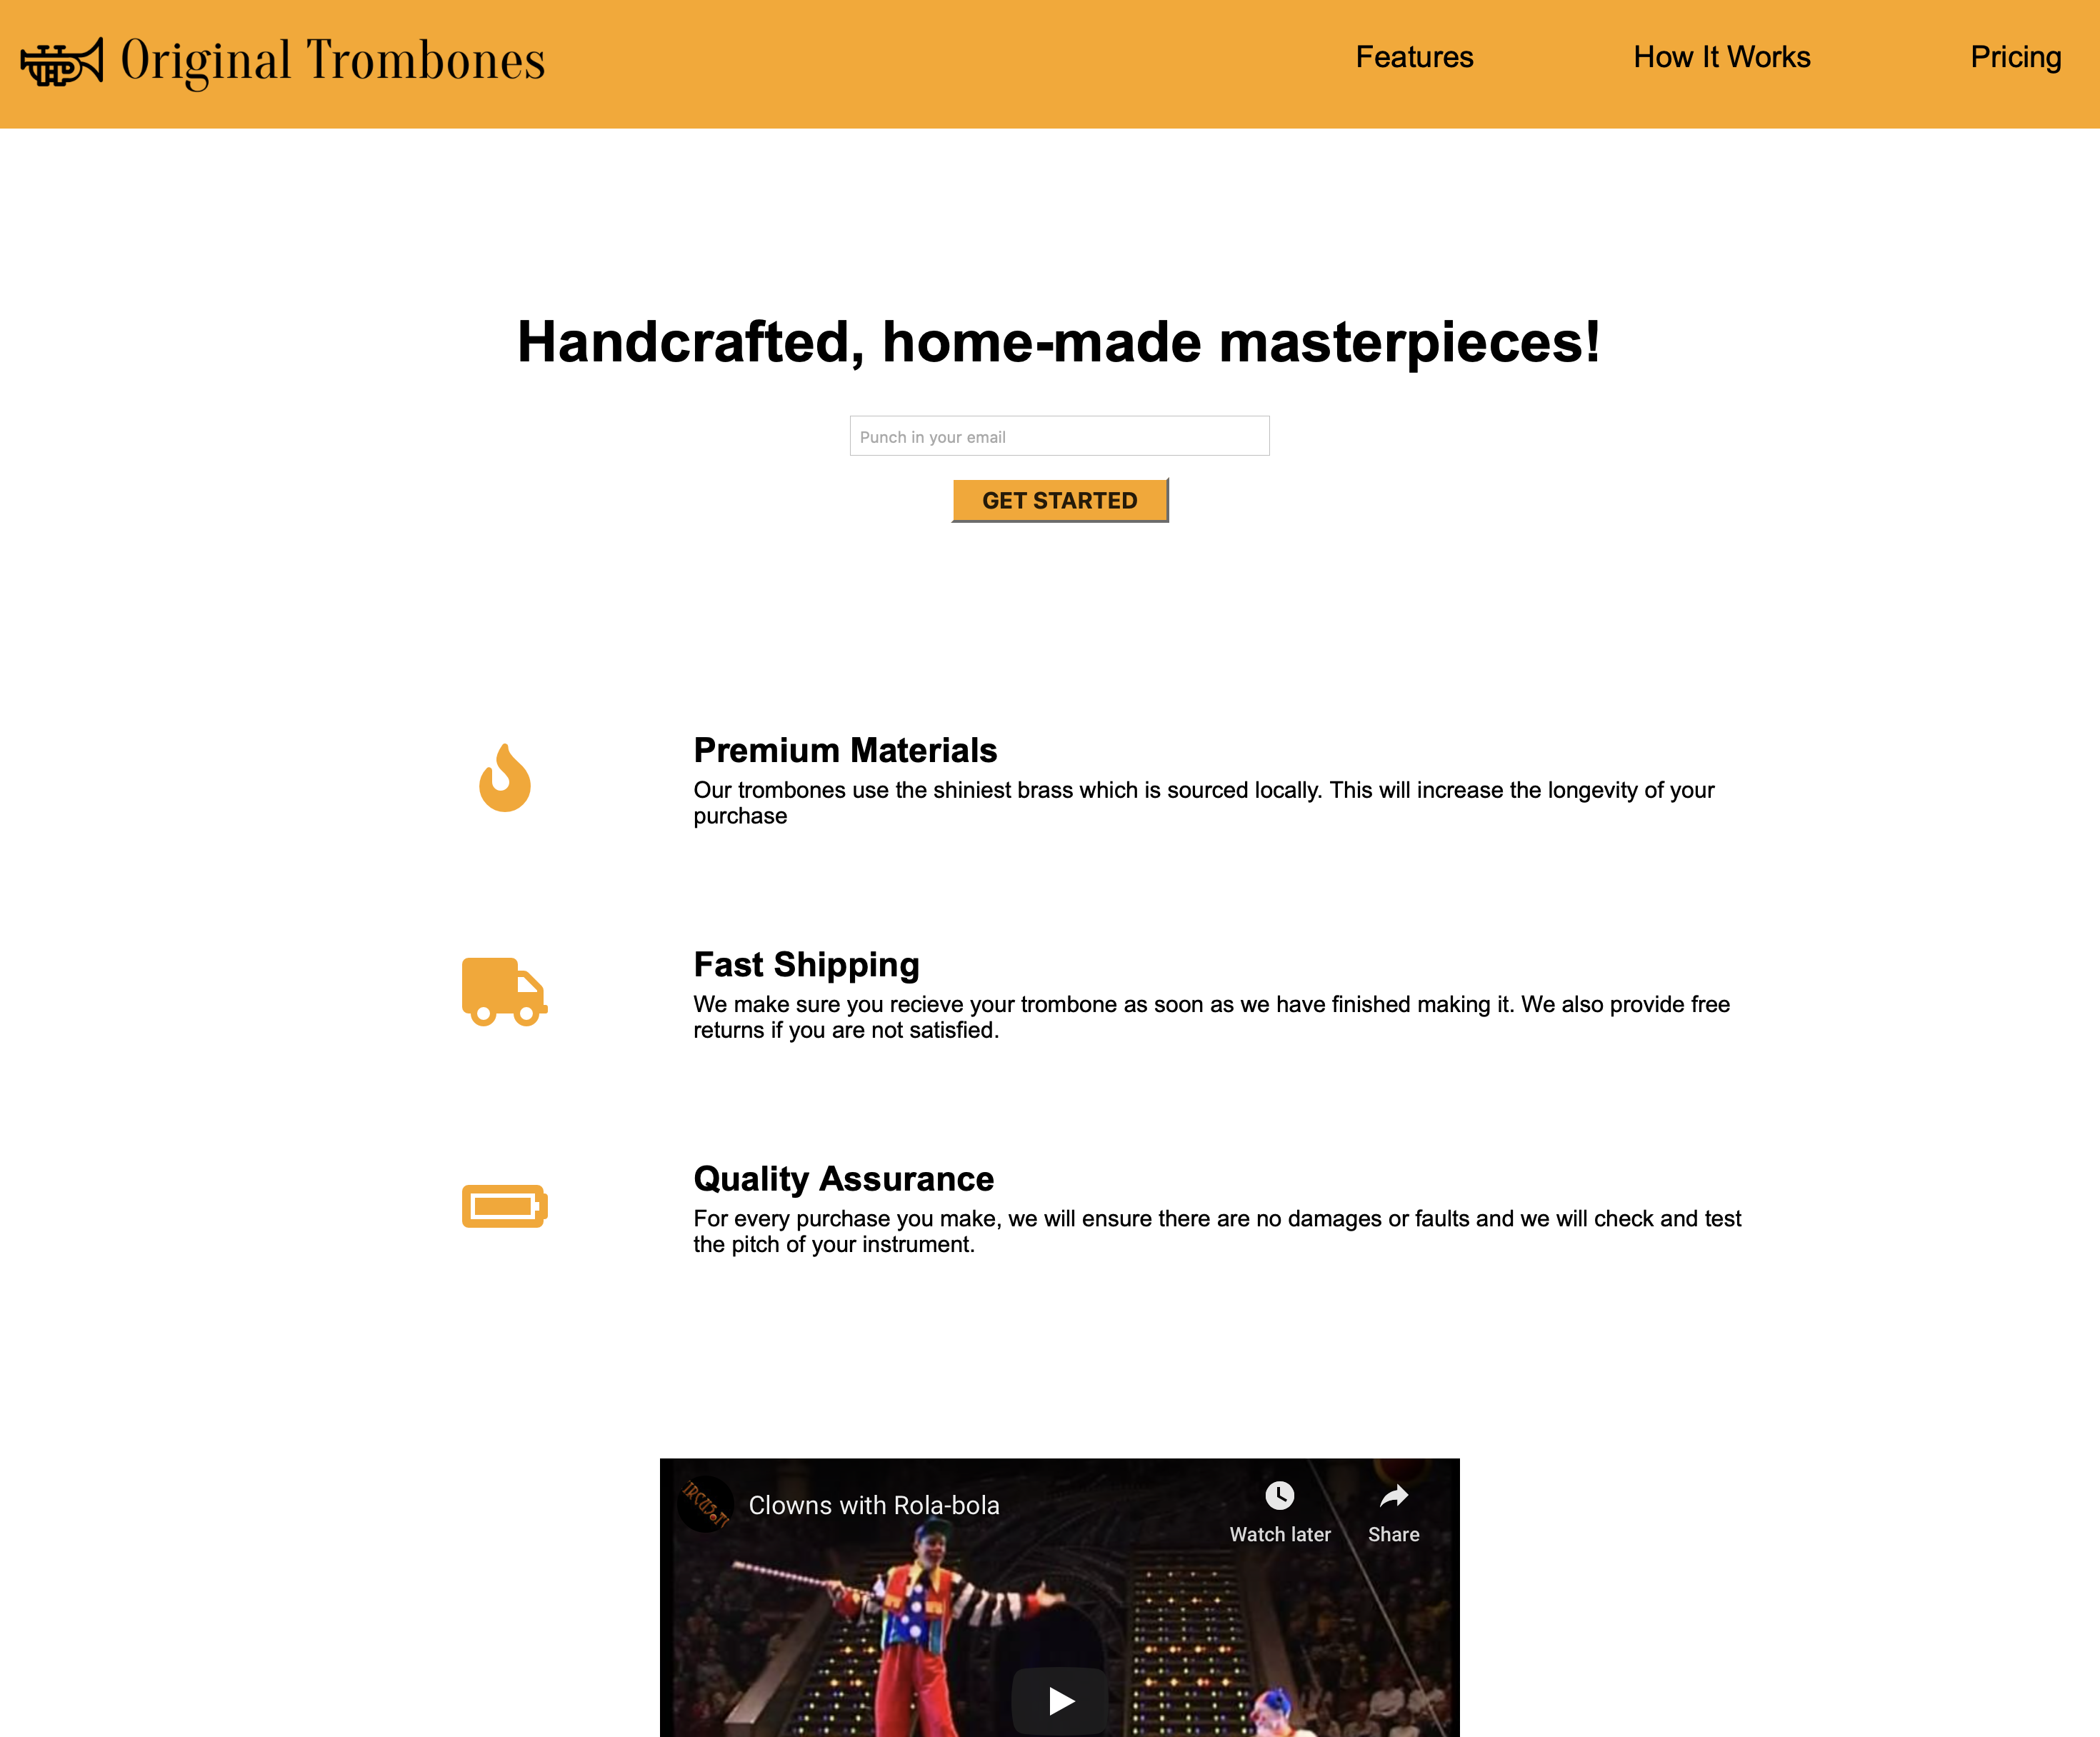 Original Trombones
Features
How It Works
Pricing
Handcrafted, home-made masterpieces!
Punch in your email
GET STARTED
Premium Materials
Our trombones use the shiniest brass which is sourced locally. This will increase the longevity of your
purchase
Fast Shipping
We make sure you recieve your trombone as soon as we have finished making it. We also provide free
returns if you are not satisfied.
Quality Assurance
For every purchase you make, we will ensure there are no damages or faults and we will check and test
the pitch of your instrument.
Clowns with Rola-bola
Watch later
Share